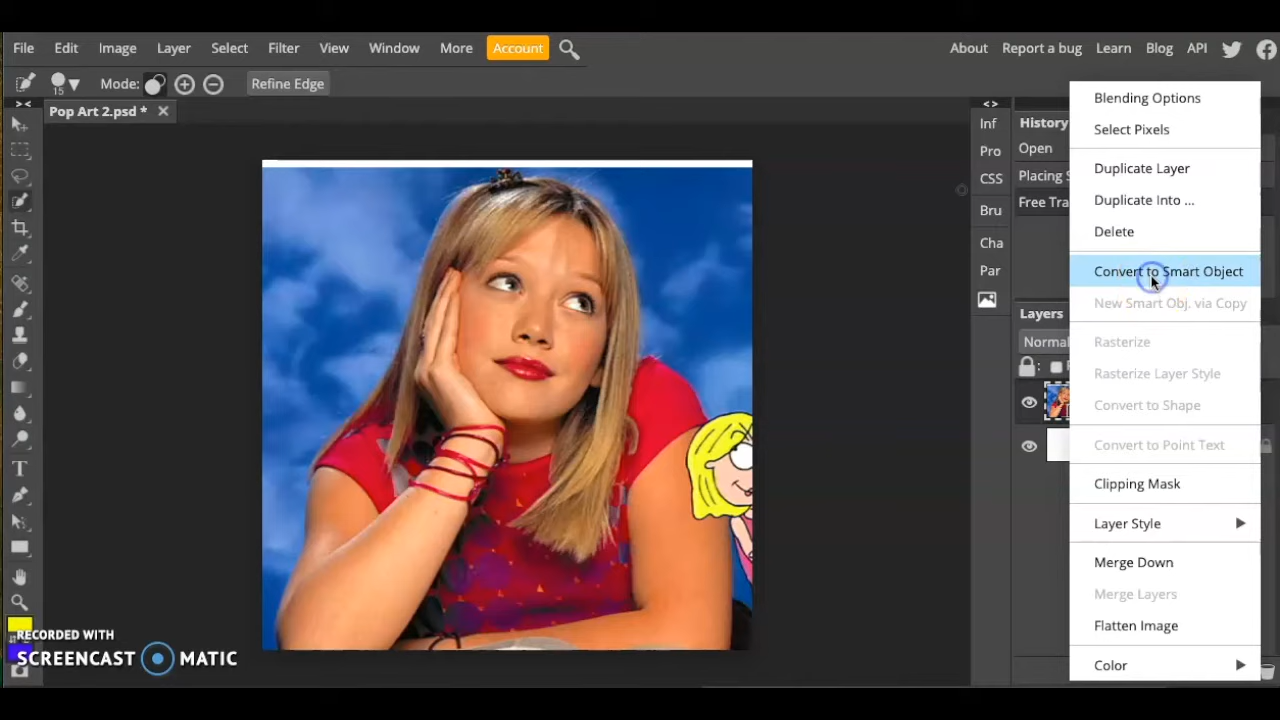 File Edit Image Layer Select Filter View Window More Account About Report a bug Learn Blog API
15 Mode: Refine Edge
Pop Art 2.psd *
Inf
Pro
CSS
Bru
Cha
Par
History
Open
Placing S
Free Tra
Layers
Normal
Blending Options
Select Pixels
Duplicate Layer
Duplicate Into ...
Delete
Convert to Smart Object
New Smart Obj. via Copy
Rasterize
Rasterize Layer Style
Convert to Shape
Convert to Point Text
Clipping Mask
Layer Style
Merge Down
Merge Layers
Flatten Image
Color
RECORDED WITH
SCREENCAST MATIC